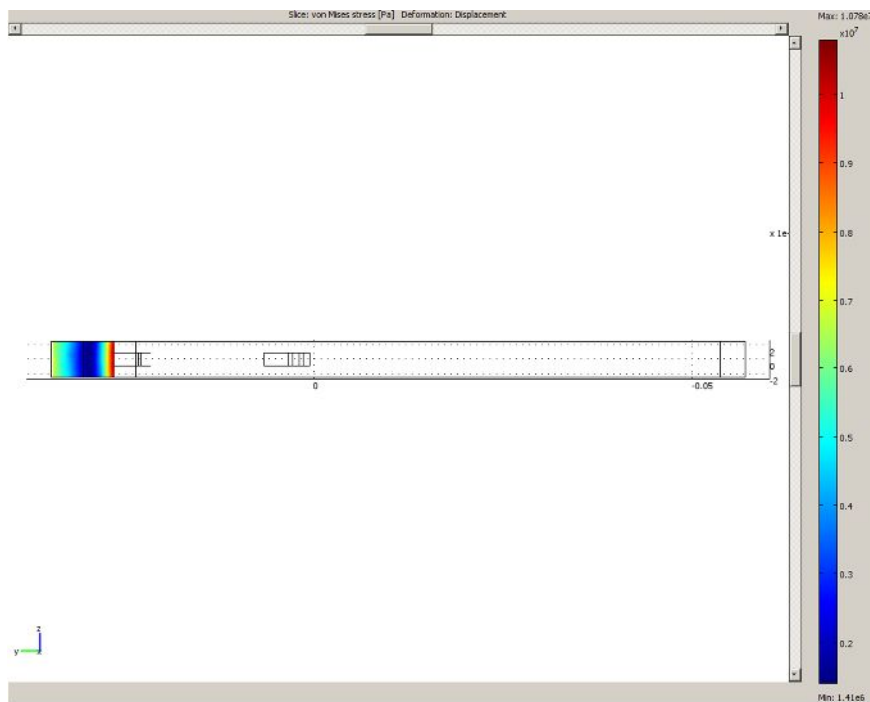 Slice: von Mises stress [Pa] Deformation: Displacement
Max: 1.078e7
x10⁷
1
0.9
0.8
x 1e-
0.7
0.6
2
0
-2
0
-0.05
0.5
0.4
0.3
z
y
x
0.2
Min: 1.41e6